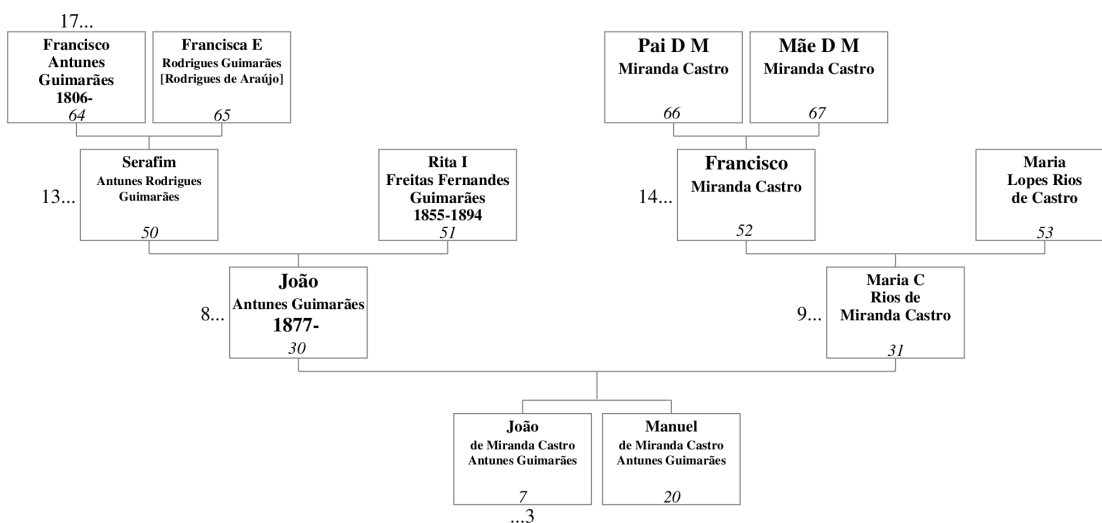 17...
Francisco
Antunes
Guimarães
1806-
64
Francisca E
Rodrigues Guimarães
[Rodrigues de Araújo]
65
Pai D M
Miranda Castro
66
Mãe D M
Miranda Castro
67
13...
Serafim
Antunes Rodrigues
Guimarães
50
Rita I
Freitas Fernandes
Guimarães
1855-1894
51
14...
Francisco
Miranda Castro
52
Maria
Lopes Rios
de Castro
53
8...
João
Antunes Guimarães
1877-
30
9...
Maria C
Rios de
Miranda Castro
31
João
de Miranda Castro
Antunes Guimarães
7
...3
Manuel
de Miranda Castro
Antunes Guimarães
20